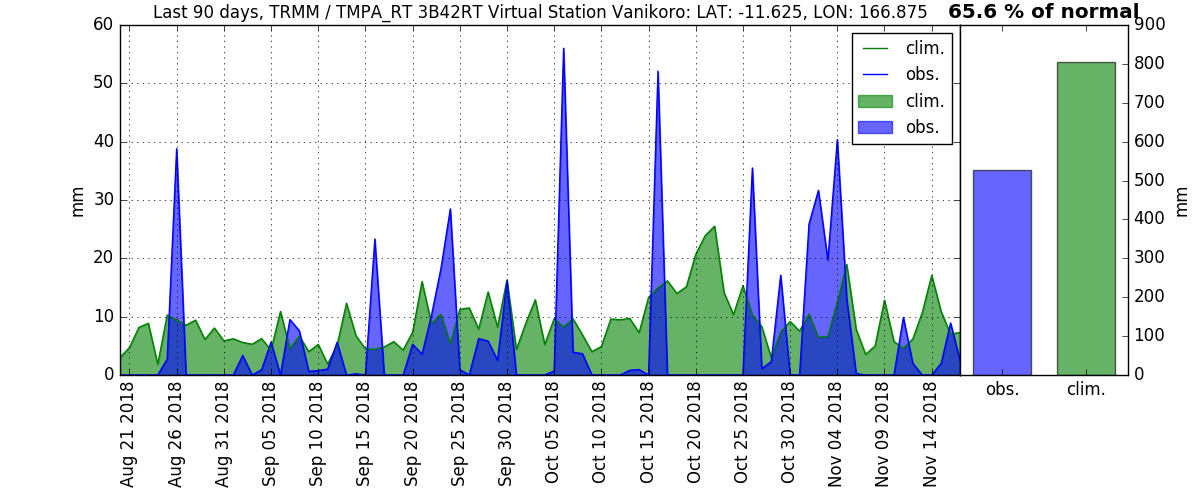 Last 90 days, TRMM / TMPA_RT 3B42RT Virtual Station Vanikoro: LAT: -11.625, LON: 166.875
65.6 % of normal
60
50
40
30
20
10
0
mm
clim.
obs.
clim.
obs.
900
800
700
600
500
400
300
200
100
0
mm
Aug 21 2018
Aug 26 2018
Aug 31 2018
Sep 05 2018
Sep 10 2018
Sep 15 2018
Sep 20 2018
Sep 25 2018
Sep 30 2018
Oct 05 2018
Oct 10 2018
Oct 15 2018
Oct 20 2018
Oct 25 2018
Oct 30 2018
Nov 04 2018
Nov 09 2018
Nov 14 2018
obs.
clim.